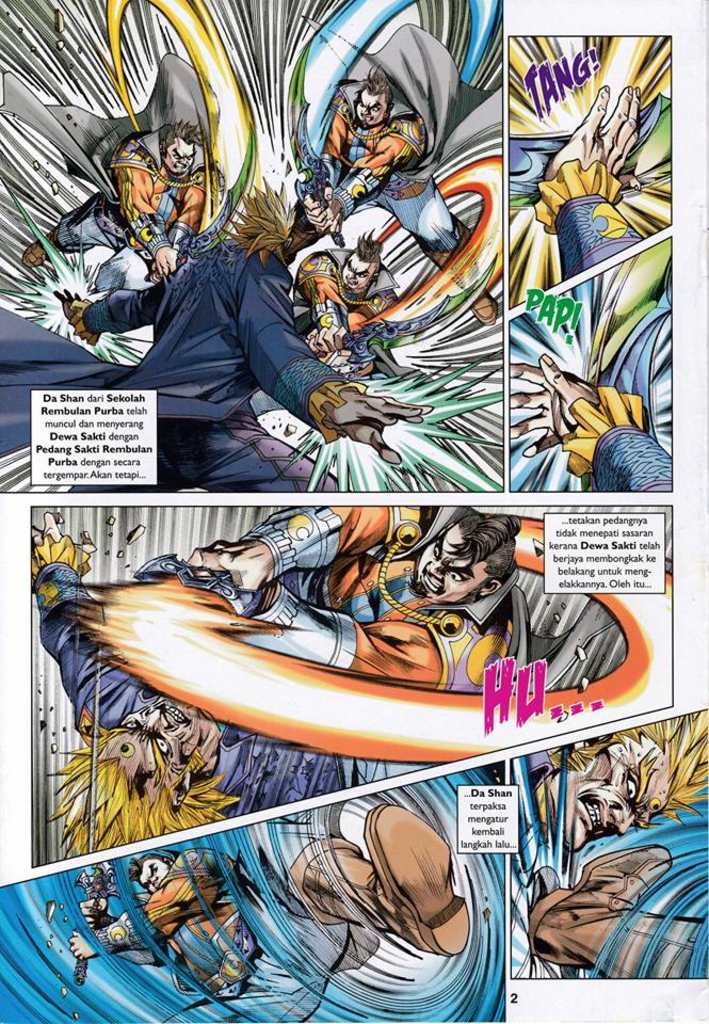 TANG!
PAP!
Da Shan dari Sekolah
Rembulan Purba telah
muncul dan menyerang
Dewa Sakti dengan
Pedang Sakti Rembulan
Purba dengan secara
tergempar. Akan tetapi...
...tetakan pedangnya
tidak menepati sasaran
kerana Dewa Sakti telah
berjaya membongkak ke
belakang untuk meng-
elakkannya. Oleh itu...
HU...
...Da Shan
terpaksa
mengatur
kembali
langkah lalu...
2